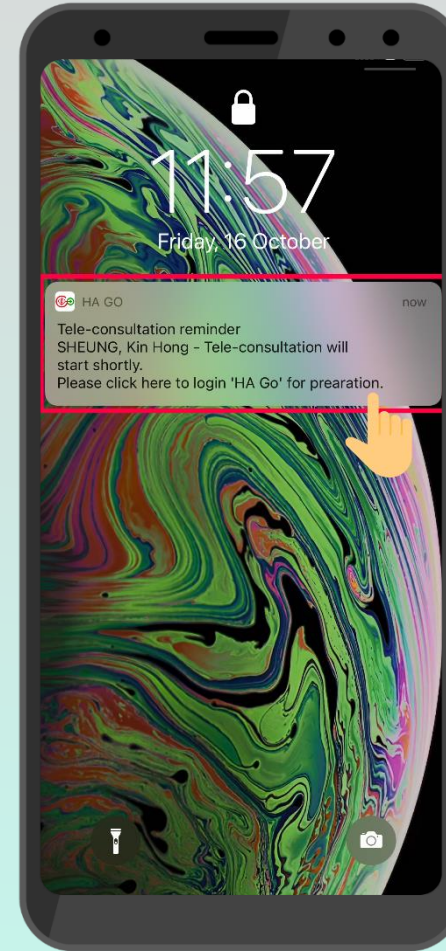 11:57
Friday, 16 October
HA GO
now
Tele-consultation reminder
SHEUNG, Kin Hong - Tele-consultation will
start shortly.
Please click here to login 'HA Go' for prearation.